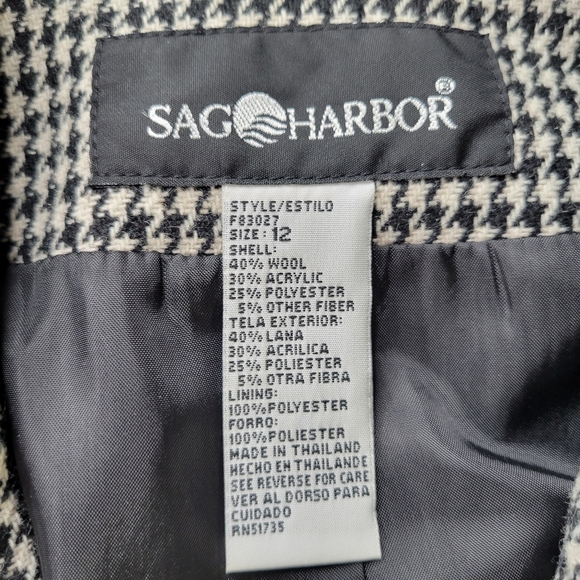 SAG HARBOR®
STYLE/ESTILO
F83027
SIZE: 12
SHELL:
40% WOOL
30% ACRYLIC
25% POLYESTER
5% OTHER FIBER
TELA EXTERIOR:
40% LANA
30% ACRILICA
25% POLIESTER
5% OTRA FIBRA
LINING:
100%POLYESTER
FORRO:
100%POLIESTER
MADE IN THAILAND
HECHO EN THAILANDE
SEE REVERSE FOR CARE
VER AL DORSO PARA
CUIDADO
RN51735